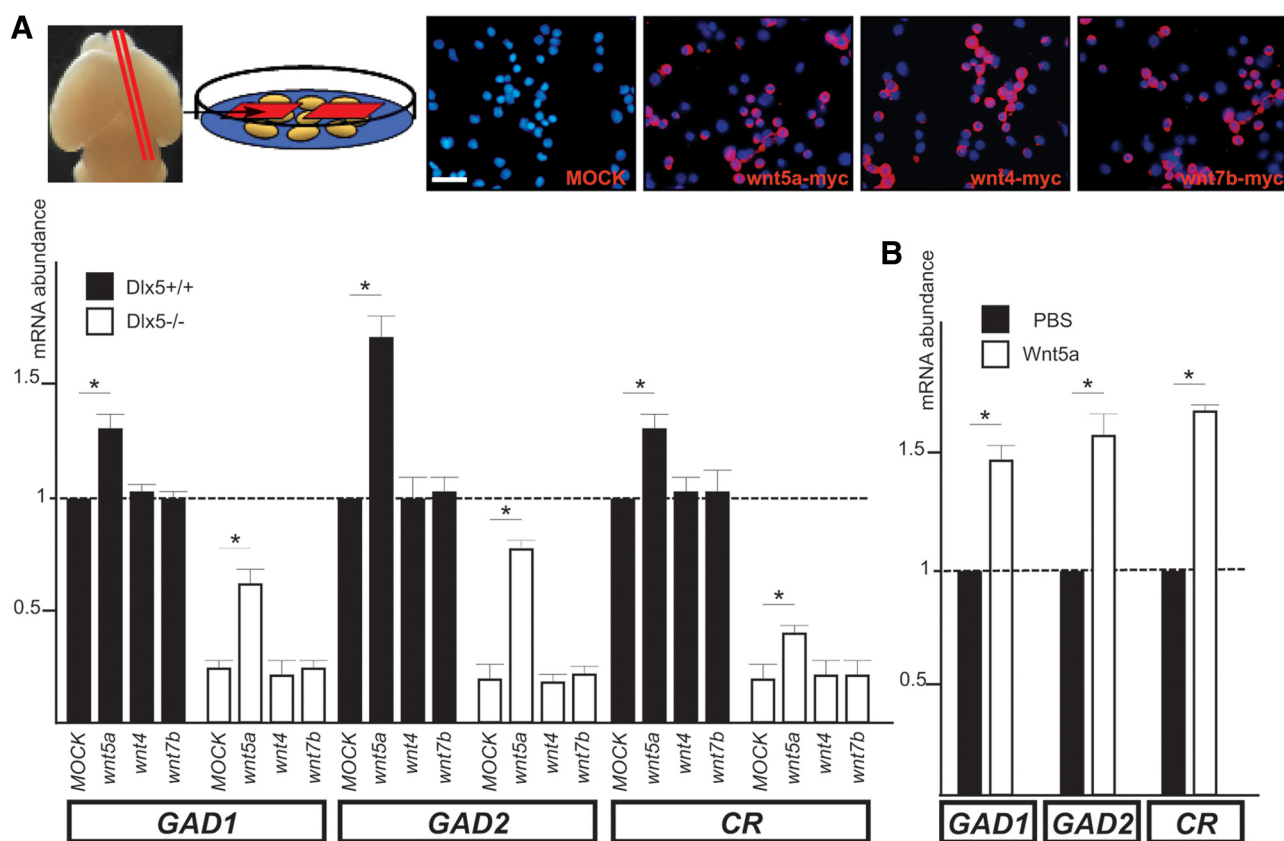 A
MOCK
wnt5a-myc
wnt4-myc
wnt7b-myc
mRNA abundance
Dlx5+/+
Dlx5-/-
* * * * * *
1.5
1
0.5
MOCK wnt5a wnt4 wnt7b MOCK wnt5a wnt4 wnt7b MOCK wnt5a wnt4 wnt7b MOCK wnt5a wnt4 wnt7b MOCK wnt5a wnt4 wnt7b MOCK wnt5a wnt4 wnt7b
GAD1 GAD2 CR
B
mRNA abundance
PBS
Wnt5a
* * *
1.5
1
0.5
GAD1 GAD2 CR